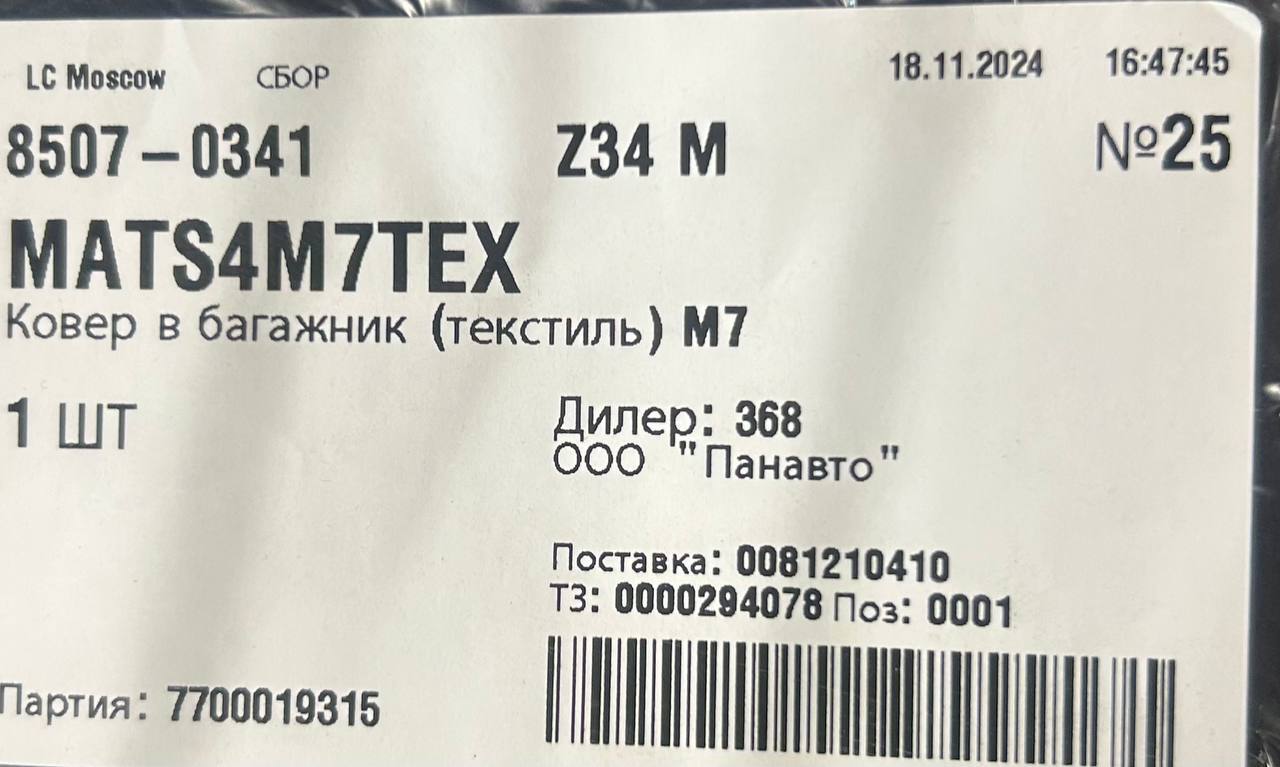 LC Moscow СБОР 18.11.2024 16:47:45
8507-0341 Z34 M №25
MATS4M7TEX
Ковер в багажник (текстиль) M7
1 ШТ Дилер: 368
ООО "Панавто"
Поставка: 0081210410
ТЗ: 0000294078 Поз: 0001
Партия: 7700019315